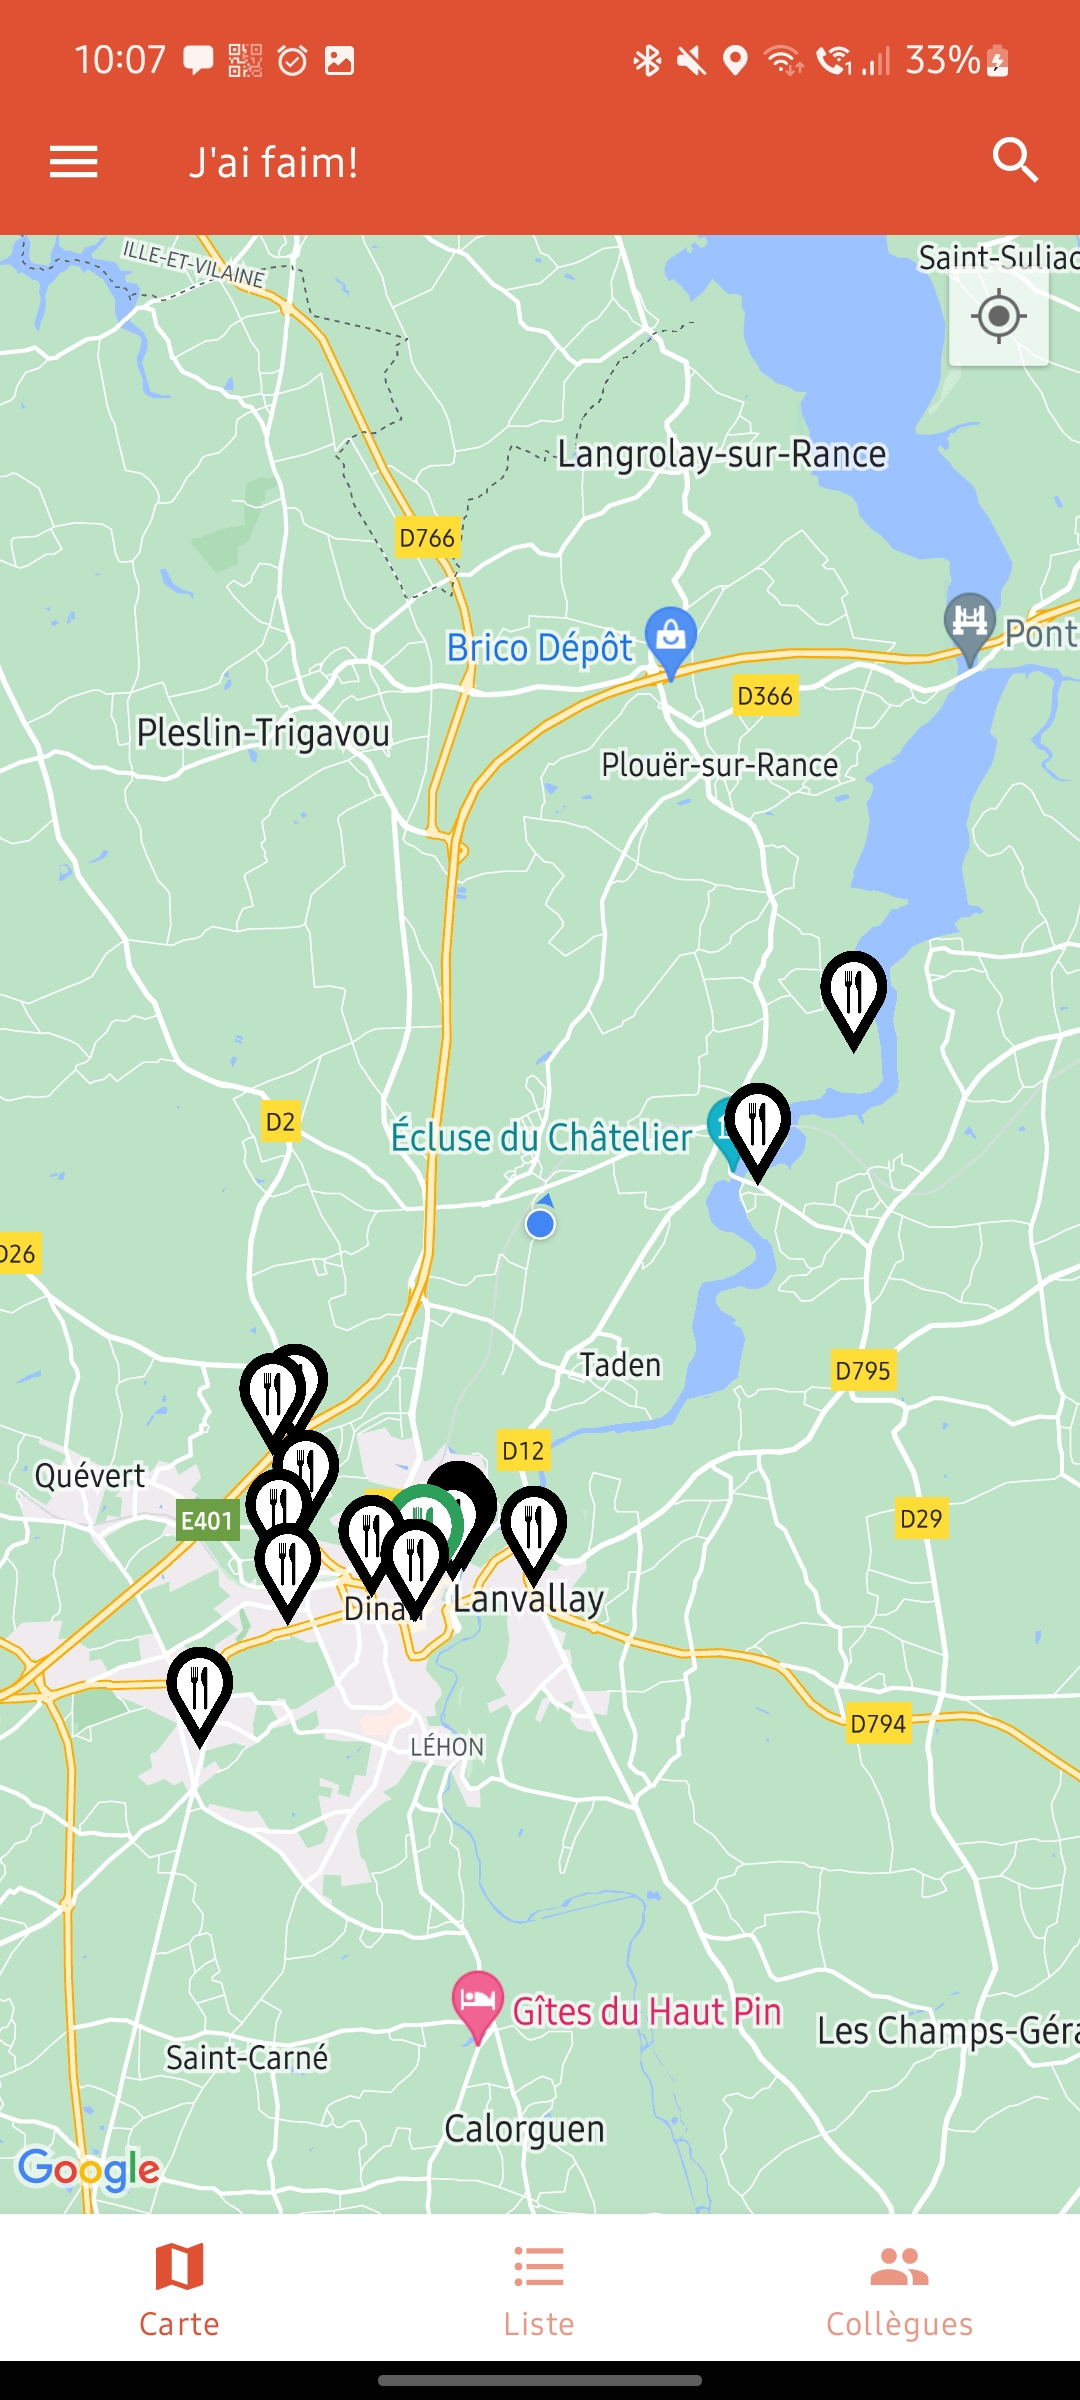 10:07
33%
J'ai faim!
ILLE-ET-VILAINE
Saint-Suliac
Langrolay-sur-Rance
D766
Brico Dépôt
Pont
D366
Pleslin-Trigavou
Plouër-sur-Rance
D2
Écluse du Châtelier
D26
Taden
D795
D12
Quévert
E401
D29
Lanvallay
Dinan
D794
LÉHON
Gîtes du Haut Pin
Les Champs-Géra
Saint-Carné
Calorguen
Google
Carte
Liste
Collègues